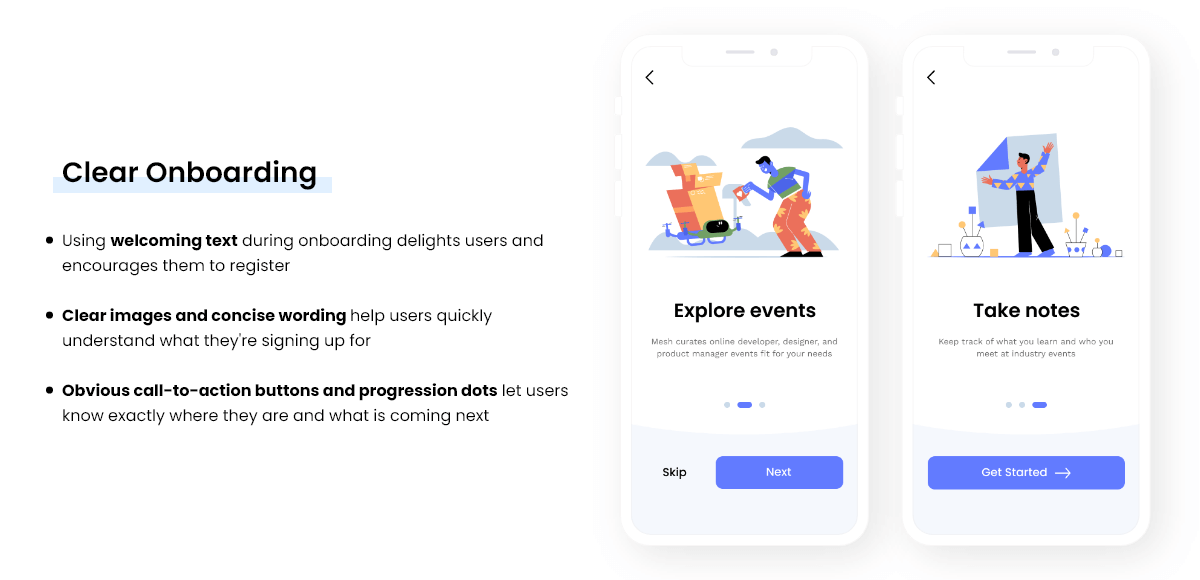 Clear Onboarding
Using welcoming text during onboarding delights users and
encourages them to register
Clear images and concise wording help users quickly
understand what they're signing up for
Obvious call-to-action buttons and progression dots let users
know exactly where they are and what is coming next
Explore events
Mesh curates online developer, designer, and
product manager events fit for your needs
Skip
Next
Take notes
Keep track of what you learn and who you
meet at industry events
Get Started